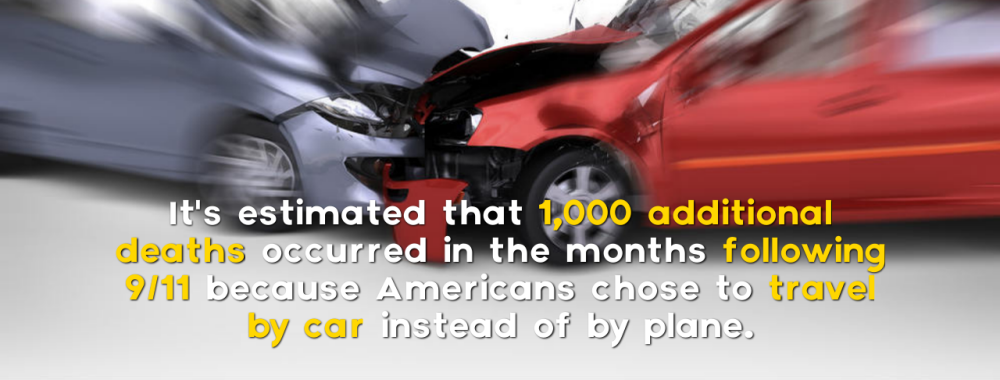 It's estimated that 1,000 additional
deaths occurred in the months following
9/11 because Americans chose to travel
by car instead of by plane.